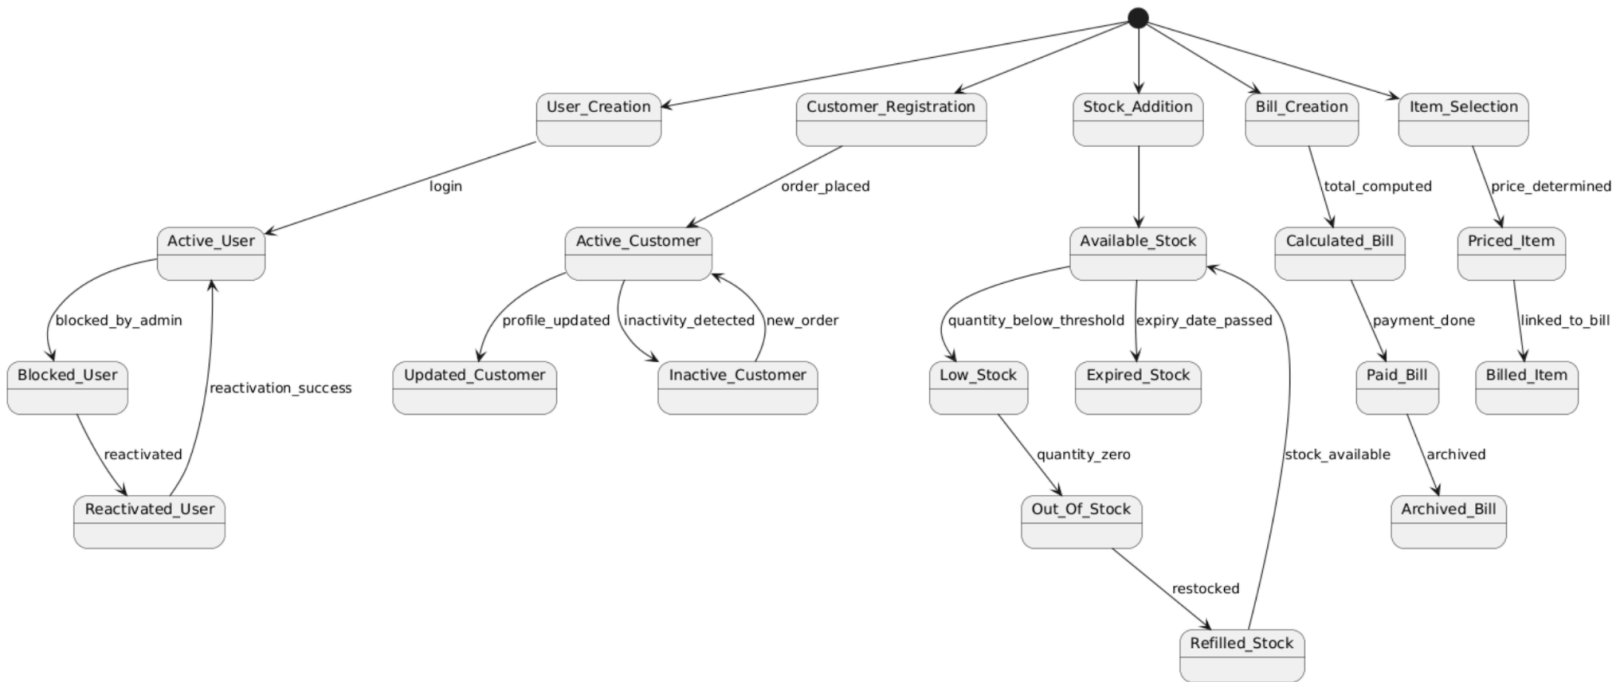 User_Creation
Customer_Registration
Stock_Addition
Bill_Creation
Item_Selection
login
order_placed
total_computed
price_determined
Active_User
Active_Customer
Available_Stock
Calculated_Bill
Priced_Item
blocked_by_admin
profile_updated
inactivity_detected
new_order
quantity_below_threshold
expiry_date_passed
payment_done
linked_to_bill
Blocked_User
reactivation_success
Updated_Customer
Inactive_Customer
Low_Stock
Expired_Stock
Paid_Bill
Billed_Item
reactivated
quantity_zero
stock_available
archived
Reactivated_User
Out_Of_Stock
Archived_Bill
restocked
Refilled_Stock